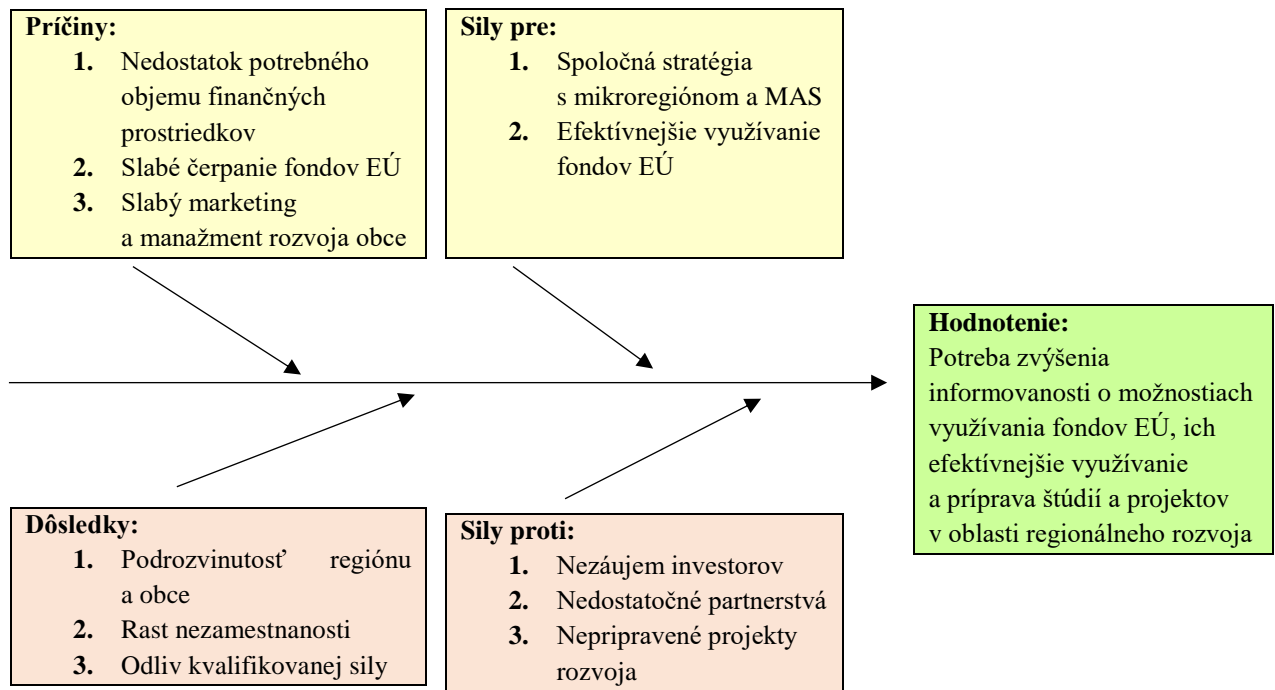 Príčiny:
1. Nedostatok potrebného
objemu finančných
prostriedkov
2. Slabé čerpanie fondov EÚ
3. Slabý marketing
a manažment rozvoja obce
Sily pre:
1. Spoločná stratégia
s mikroregiónom a MAS
2. Efektívnejšie využívanie
fondov EÚ
Hodnotenie:
Potreba zvýšenia
informovanosti o možnostiach
využívania fondov EÚ, ich
efektívnejšie využívanie
a príprava štúdií a projektov
v oblasti regionálneho rozvoja
Dôsledky:
1. Podrozvinutosť regiónu
a obce
2. Rast nezamestnanosti
3. Odliv kvalifikovanej sily
Sily proti:
1. Nezáujem investorov
2. Nedostatočné partnerstvá
3. Nepripravené projekty
rozvoja